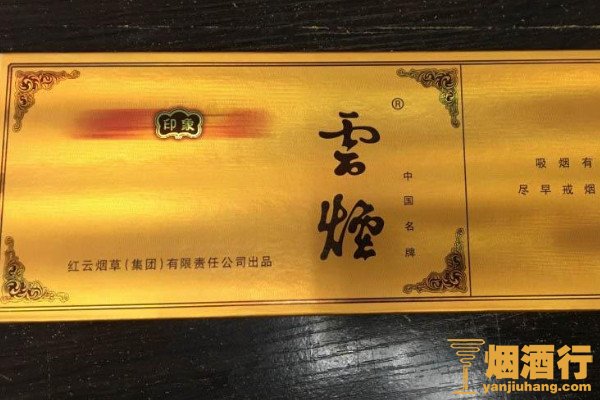 印象
雲煙
®
中国名牌
红云烟草(集团)有限责任公司出品
吸烟有
尽早戒烟
烟酒行
yanjiuhang.com